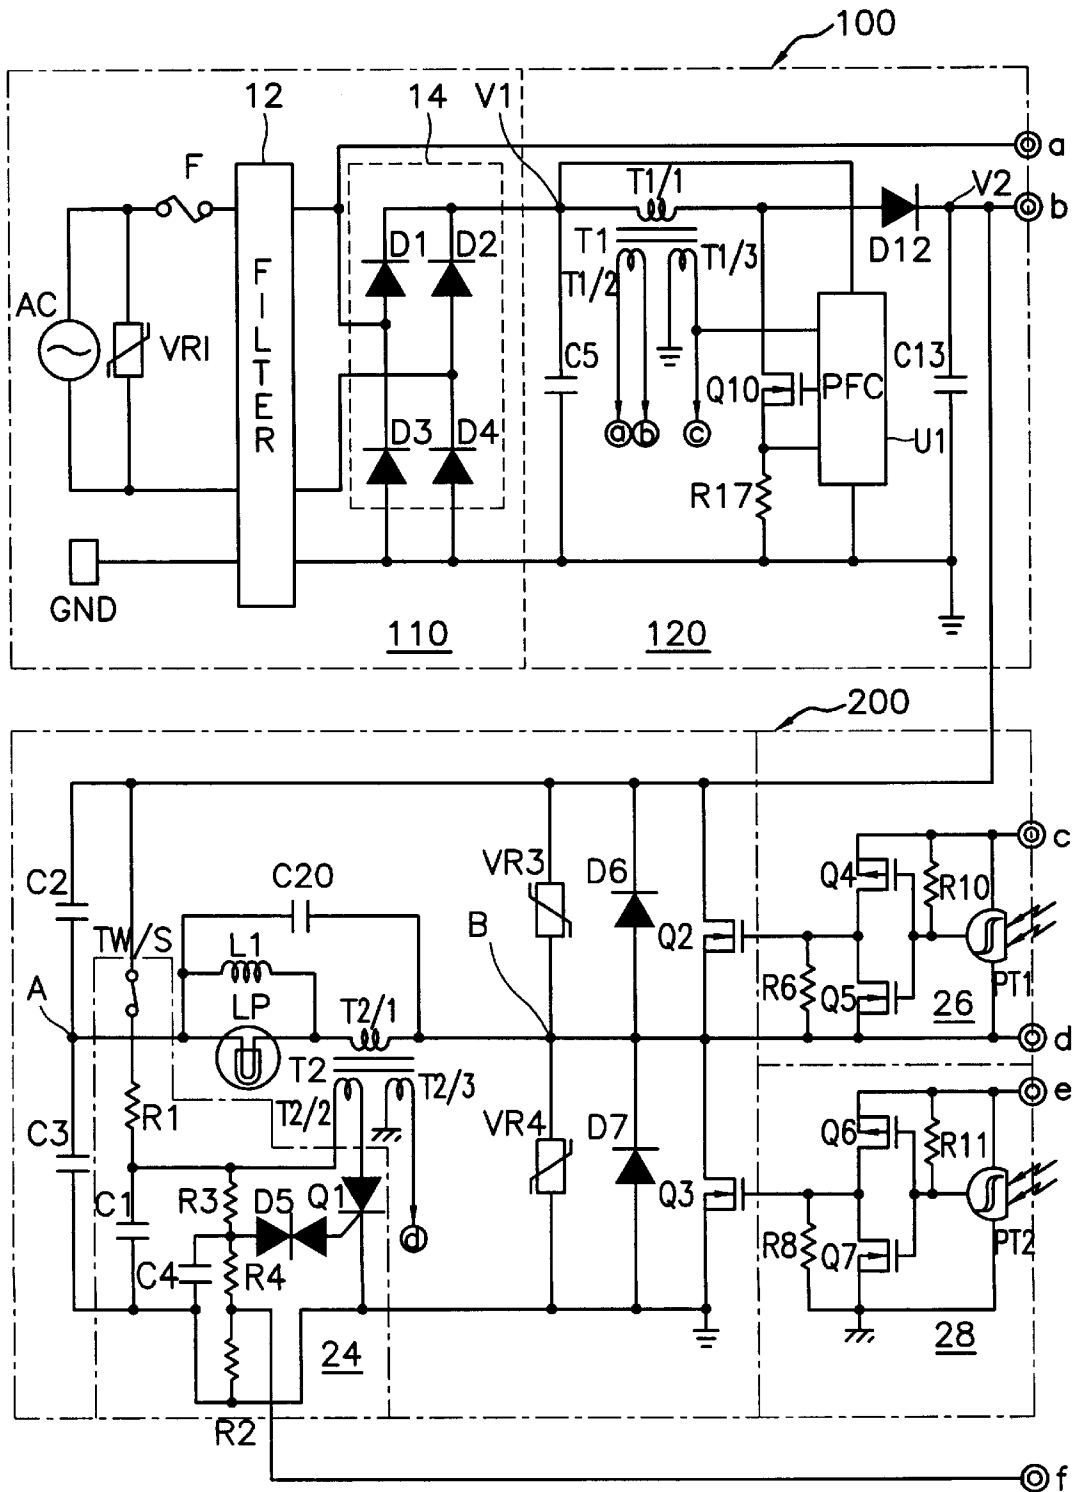 100
12
14
V1
a
F
T1/1
V2
b
D1
D2
T1
T1/2
T1/3
D12
AC
VR1
FILTER
C5
Q10
PFC
C13
a
b
c
D3
D4
U1
R17
GND
110
120
200
c
C2
C20
VR3
D6
Q4
R10
TW/S
L1
B
Q2
A
LP
T2/1
R6
Q5
26
PT1
d
T2
T2/2
T2/3
R1
e
C3
VR4
D7
Q6
R11
C1
R3
D5
Q1
Q3
d
R8
Q7
PT2
C4
R4
24
28
R2
f